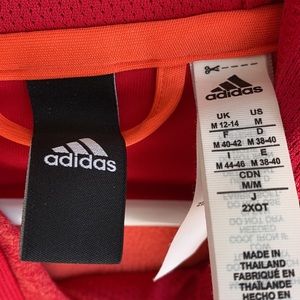 adidas
adidas
UK US
M 12-14 M
F D
M 40-42 M 38-40
I E
M 44-46 M 38-40
CDN
M/M
J
2XOT
MADE IN
THAILAND
FABRIQUÉ EN
THAÏLANDE
HECHO EN